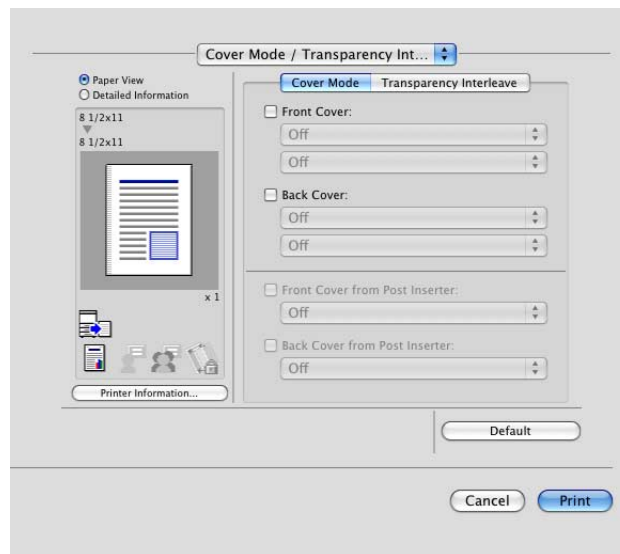 Cover Mode / Transparency Int...
Paper View
Detailed Information
8 1/2x11
8 1/2x11
x 1
Printer Information...
Cover Mode
Transparency Interleave
Front Cover:
Off
Off
Back Cover:
Off
Off
Front Cover from Post Inserter:
Off
Back Cover from Post Inserter:
Off
Default
Cancel
Print